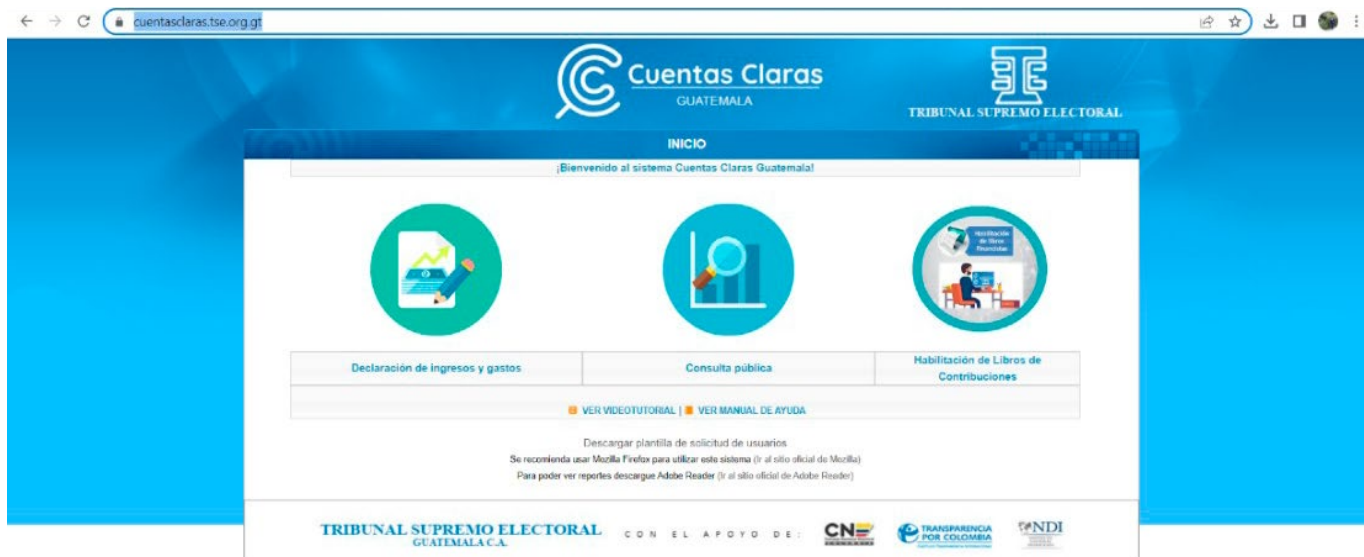 cuentasclaras.tse.org.gt
Cuentas Claras
GUATEMALA
TRIBUNAL SUPREMO ELECTORAL
INICIO
¡Bienvenido al sistema Cuentas Claras Guatemala!
Habilitación
de libros
Declaración de ingresos y gastos
Consulta pública
Habilitación de Libros de
Contribuciones
VER VIDEOTUTORIAL | VER MANUAL DE AYUDA
Descargar plantilla de solicitud de usuarios
Se recomienda usar Mozilla Firefox para utilizar este sistema (Ir al sitio oficial de Mozilla)
Para poder ver reportes descargue Adobe Reader (Ir al sitio oficial de Adobe Reader)
TRIBUNAL SUPREMO ELECTORAL
GUATEMALA C.A.
CON EL APOYO DE:
CNE
COLOMBIA
TRANSPARENCIA
POR COLOMBIA
NDI